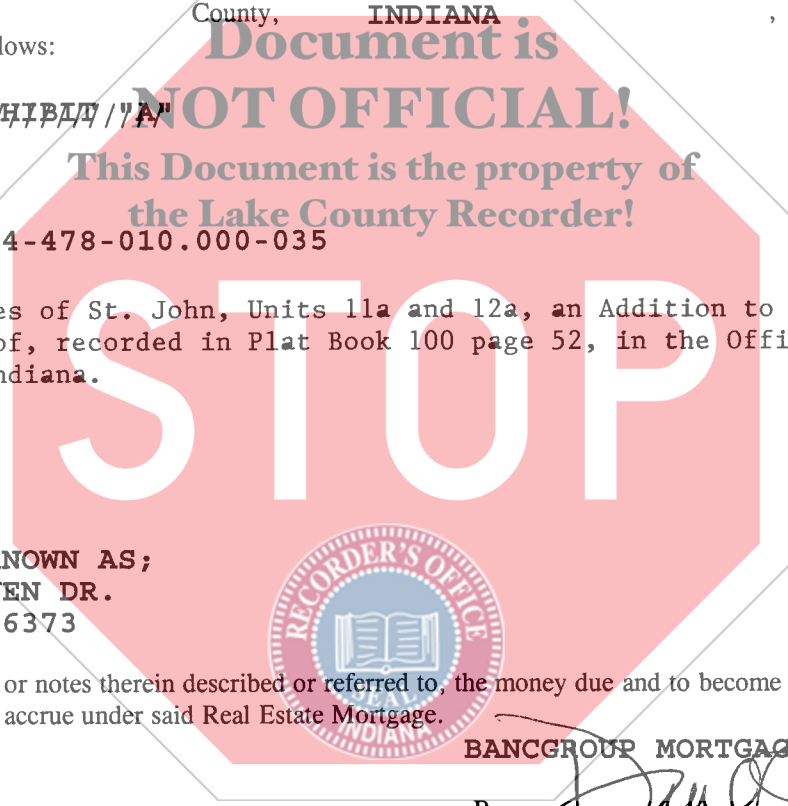 County, INDIANA ,
lows:
Document is
NOT OFFICIAL!
HIBIT "A"
This Document is the property of
the Lake County Recorder!
4-478-010.000-035
es of St. John, Units 11a and 12a, an Addition to
of, recorded in Plat Book 100 page 52, in the Offi
ndiana.
STOP
NOWN AS;
EN DR.
6373
RECORDER'S OFFICE
SEAL
INDIANA
or notes therein described or referred to, the money due and to become
accrue under said Real Estate Mortgage.
BANCGROUP MORTGAG